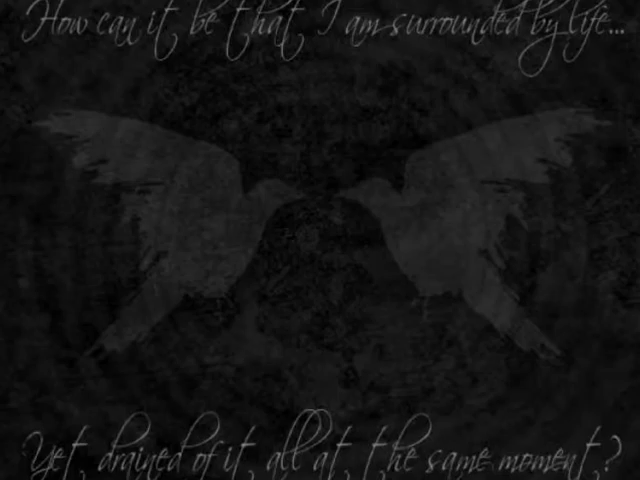 How can it be that I am surrounded by life...
Yet drained of it all at the same moment?